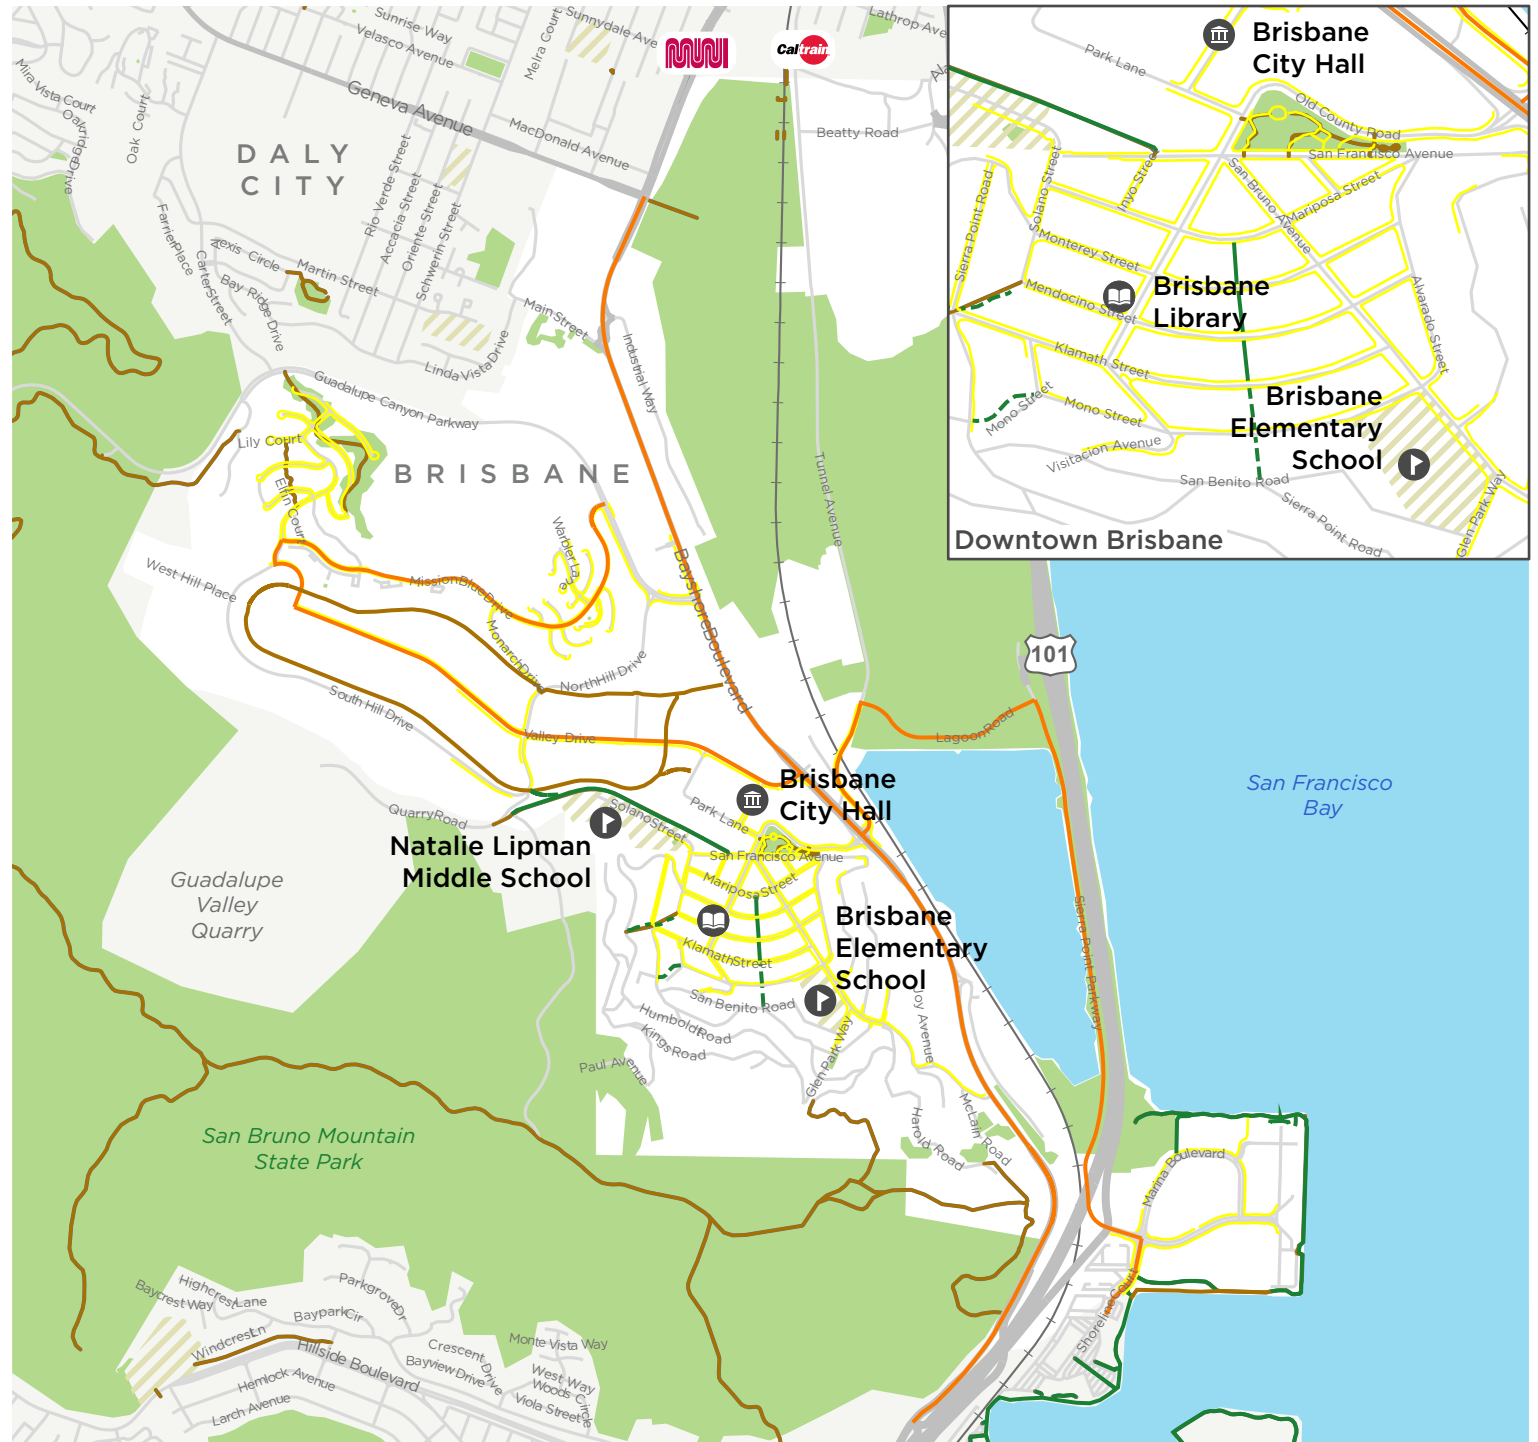 Sunrise Way
Velasco Avenue
Melra Court
Sunnydale Ave
MUNI
Caltrain
Lathrop Ave
Mira Vista Court
Oakridge Drive
Oak Court
Geneva Avenue
MacDonald Avenue
Beatty Road
DALY
CITY
Rio Verde Street
Accacia Street
Oriente Street
Schwerin Street
Farrier Place
Carter Street
Lexis Circle
Bay Ridge Drive
Martin Street
Main Street
Linda Vista Drive
Industrial Way
Guadalupe Canyon Parkway
Lily Court
Elfin Court
BRISBANE
Tunnel Avenue
Warbler Lane
West Hill Place
Mission Blue Drive
Monarch Drive
North Hill Drive
Bayshore Boulevard
South Hill Drive
Valley Drive
Lagoon Road
101
San Francisco
Bay
Brisbane
City Hall
Park Lane
Solano Street
Quarry Road
Natalie Lipman
Middle School
San Francisco Avenue
Mariposa Street
Klamath Street
Brisbane
Elementary
School
San Benito Road
Humboldt Road
Kings Road
Paul Avenue
Glen Park Way
Joy Avenue
Harold Road
McLain Road
Sierra Point Parkway
Guadalupe
Valley
Quarry
San Bruno Mountain
State Park
Marina Boulevard
Shoreline Court
Highcrest Lane
Baycrest Way
Parkgrove Dr
Baypark Cir
Windcrest Ln
Hillside Boulevard
Hemlock Avenue
Larch Avenue
Crescent Drive
Bayview Drive
Monte Vista Way
West Way
Woods Circle
Viola Street
Brisbane
City Hall
Park Lane
Old County Road
San Francisco Avenue
Sierra Point Road
Solano Street
Inyo Street
San Bruno Avenue
Mariposa Street
S Monterey Street
Mendocino Street
Brisbane
Library
Alvarado Street
Klamath Street
Mono Street
Mono Street
Visitacion Avenue
Brisbane
Elementary
School
San Benito Road
Sierra Point Road
Glen Park Way
Downtown Brisbane